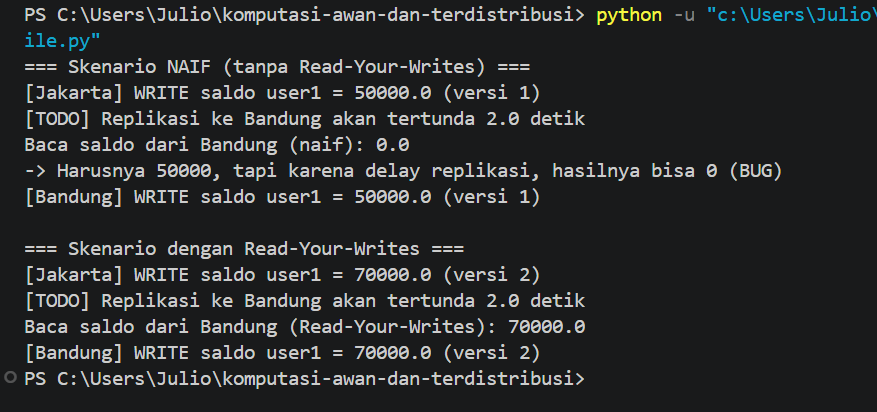 PS C:\Users\Julio\komputasi-awan-dan-terdistribusi> python -u "c:\Users\Julio\
ile.py"
=== Skenario NAIF (tanpa Read-Your-Writes) ===
[Jakarta] WRITE saldo user1 = 50000.0 (versi 1)
[TODO] Replikasi ke Bandung akan tertunda 2.0 detik
Baca saldo dari Bandung (naif): 0.0
-> Harusnya 50000, tapi karena delay replikasi, hasilnya bisa 0 (BUG)
[Bandung] WRITE saldo user1 = 50000.0 (versi 1)
=== Skenario dengan Read-Your-Writes ===
[Jakarta] WRITE saldo user1 = 70000.0 (versi 2)
[TODO] Replikasi ke Bandung akan tertunda 2.0 detik
Baca saldo dari Bandung (Read-Your-Writes): 70000.0
[Bandung] WRITE saldo user1 = 70000.0 (versi 2)
PS C:\Users\Julio\komputasi-awan-dan-terdistribusi>